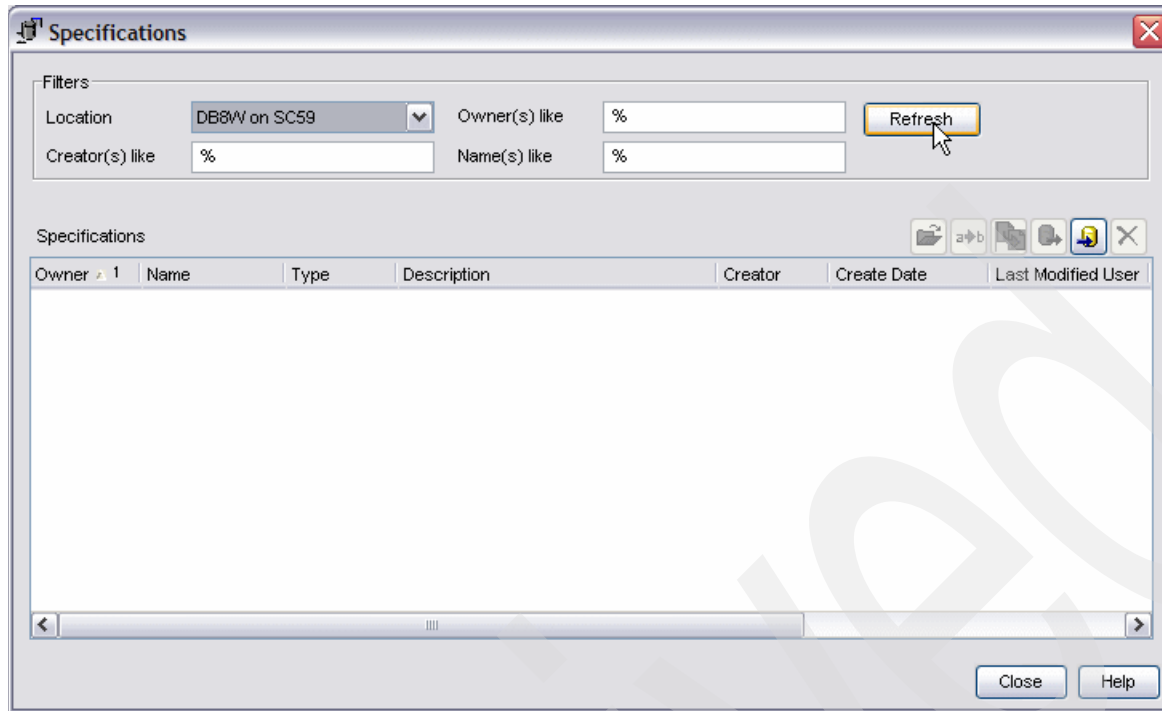 Specifications
Filters
Location DB8W on SC59 Owner(s) like % Refresh
Creator(s) like % Name(s) like %
Specifications a b
Owner 1 Name Type Description Creator Create Date Last Modified User
Close Help